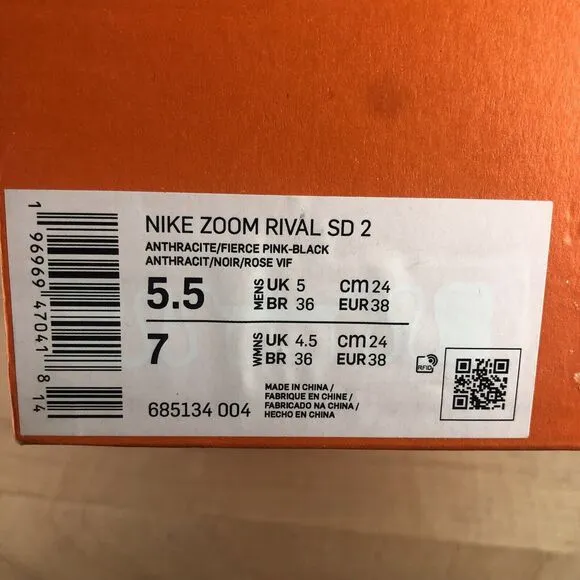 NIKE ZOOM RIVAL SD 2
ANTHRACITE/FIERCE PINK-BLACK
ANTHRACIT/NOIR/ROSE VIF
5.5 MENS UK 5 CM 24
BR 36 EUR 38
7 WMNS UK 4.5 CM 24
BR 36 EUR 38
RFID
685134 004
MADE IN CHINA /
FABRIQUE EN CHINE /
FABRICADO NA CHINA /
HECHO EN CHINA
1 96969 47041 8 14